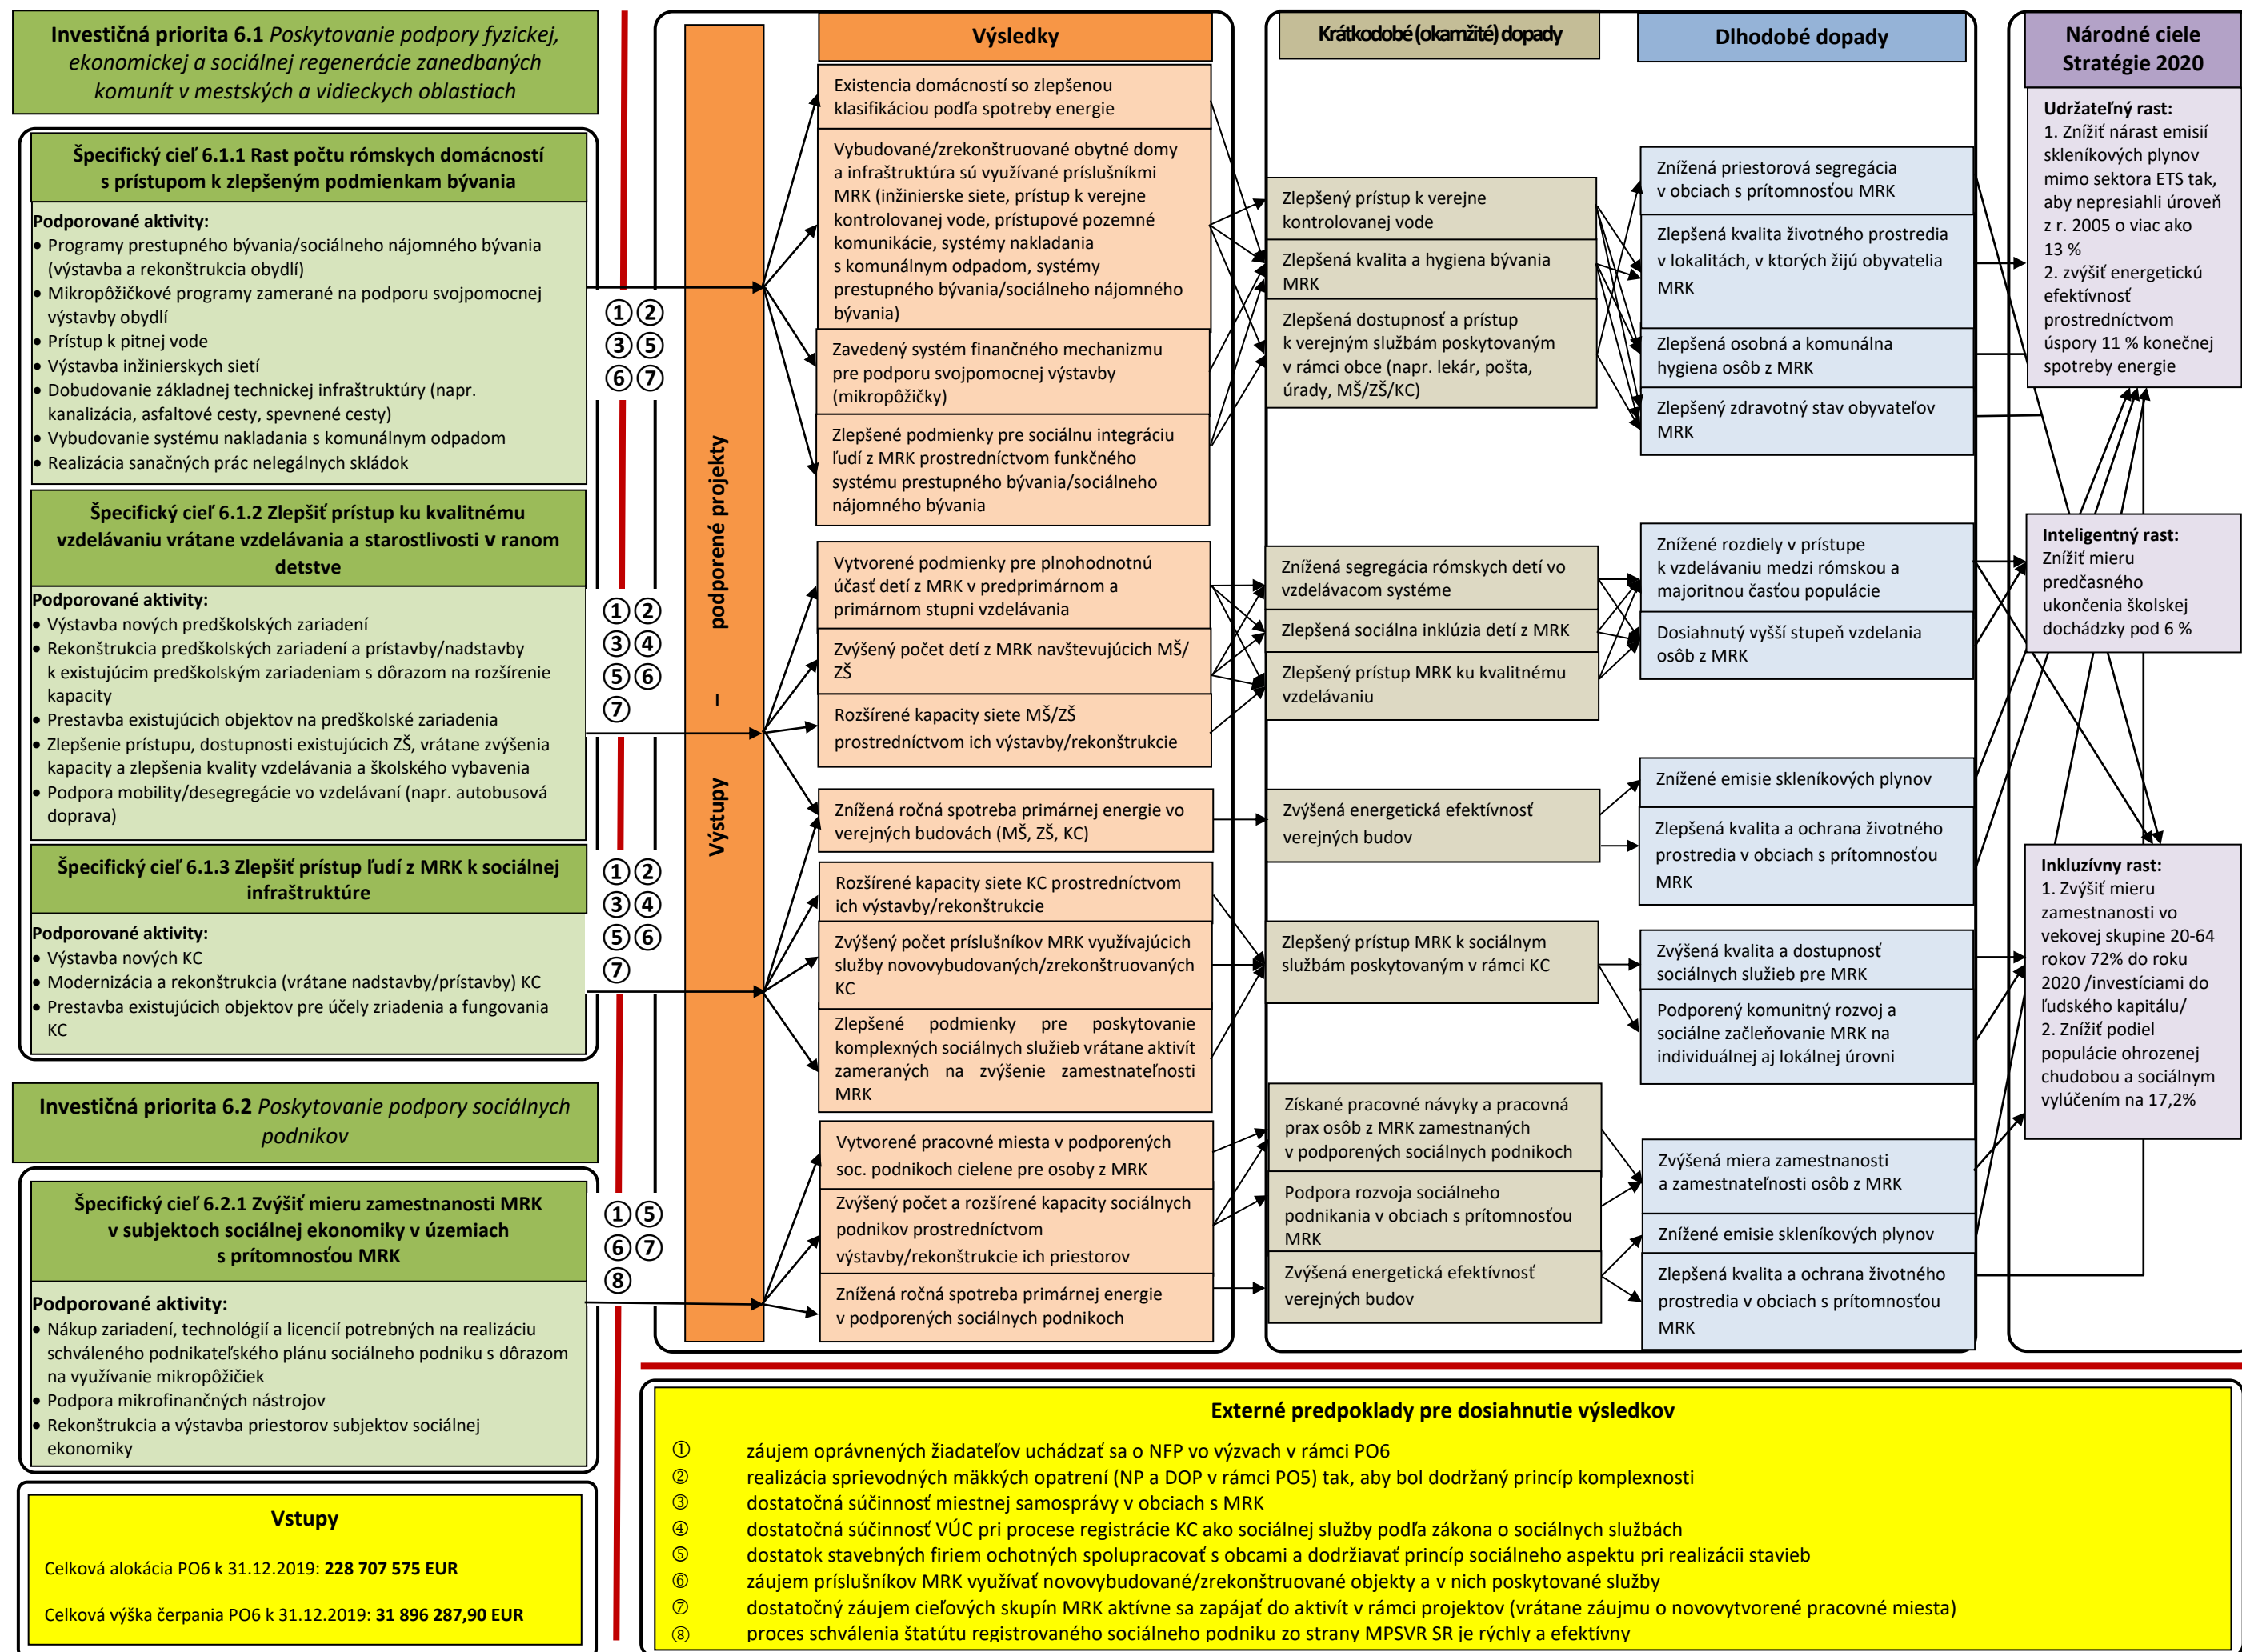 Investičná priorita 6.1 Poskytovanie podpory fyzickej,
ekonomickej a sociálnej regenerácie zanedbaných
komunít v mestských a vidieckych oblastiach
Špecifický cieľ 6.1.1 Rast počtu rómskych domácností
s prístupom k zlepšeným podmienkam bývania
Podporované aktivity:
• Programy prestupného bývania/sociálneho nájomného bývania
(výstavba a rekonštrukcia obydlí)
• Mikropôžičkové programy zamerané na podporu svojpomocnej
výstavby obydlí
• Prístup k pitnej vode
• Výstavba inžinierskych sietí
• Dobudovanie základnej technickej infraštruktúry (napr.
kanalizácia, asfaltové cesty, spevnené cesty)
• Vybudovanie systému nakladania s komunálnym odpadom
• Realizácia sanačných prác nelegálnych skládok
Špecifický cieľ 6.1.2 Zlepšiť prístup ku kvalitnému
vzdelávaniu vrátane vzdelávania a starostlivosti v ranom
detstve
Podporované aktivity:
• Výstavba nových predškolských zariadení
• Rekonštrukcia predškolských zariadení a prístavby/nadstavby
k existujúcim predškolským zariadeniam s dôrazom na rozšírenie
kapacity
• Prestavba existujúcich objektov na predškolské zariadenia
• Zlepšenie prístupu, dostupnosti existujúcich ZŠ, vrátane zvýšenia
kapacity a zlepšenia kvality vzdelávania a školského vybavenia
• Podpora mobility/desegregácie vo vzdelávaní (napr. autobusová
doprava)
Špecifický cieľ 6.1.3 Zlepšiť prístup ľudí z MRK k sociálnej
infraštruktúre
Podporované aktivity:
• Výstavba nových KC
• Modernizácia a rekonštrukcia (vrátane nadstavby/prístavby) KC
• Prestavba existujúcich objektov pre účely zriadenia a fungovania
KC
Investičná priorita 6.2 Poskytovanie podpory sociálnych
podnikov
Špecifický cieľ 6.2.1 Zvýšiť mieru zamestnanosti MRK
v subjektoch sociálnej ekonomiky v územiach
s prítomnosťou MRK
Podporované aktivity:
• Nákup zariadení, technológií a licencií potrebných na realizáciu
schváleného podnikateľského plánu sociálneho podniku s dôrazom
na využívanie mikropôžičiek
• Podpora mikrofinančných nástrojov
• Rekonštrukcia a výstavba priestorov subjektov sociálnej
ekonomiky
Vstupy
Celková alokácia PO6 k 31.12.2019: 228 707 575 EUR
Celková výška čerpania PO6 k 31.12.2019: 31 896 287,90 EUR
① ②
③ ⑤
⑥ ⑦
① ②
③ ④
⑤ ⑥
⑦
① ②
③ ④
⑤ ⑥
⑦
① ⑤
⑥ ⑦
⑧
Výstupy – podporené projekty
Výsledky
Existencia domácností so zlepšenou
klasifikáciou podľa spotreby energie
Vybudované/zrekonštruované obytné domy
a infraštruktúra sú využívané príslušníkmi
MRK (inžinierske siete, prístup k verejne
kontrolovanej vode, prístupové pozemné
komunikácie, systémy nakladania
s komunálnym odpadom, systémy
prestupného bývania/sociálneho nájomného
bývania)
Zavedený systém finančného mechanizmu
pre podporu svojpomocnej výstavby
(mikropôžičky)
Zlepšené podmienky pre sociálnu integráciu
ľudí z MRK prostredníctvom funkčného
systému prestupného bývania/sociálneho
nájomného bývania
Vytvorené podmienky pre plnohodnotnú
účasť detí z MRK v predprimárnom a
primárnom stupni vzdelávania
Zvýšený počet detí z MRK navštevujúcich MŠ/
ZŠ
Rozšírené kapacity siete MŠ/ZŠ
prostredníctvom ich výstavby/rekonštrukcie
Znížená ročná spotreba primárnej energie vo
verejných budovách (MŠ, ZŠ, KC)
Rozšírené kapacity siete KC prostredníctvom
ich výstavby/rekonštrukcie
Zvýšený počet príslušníkov MRK využívajúcich
služby novovybudovaných/zrekonštruovaných
KC
Zlepšené podmienky pre poskytovanie
komplexných sociálnych služieb vrátane aktivít
zameraných na zvýšenie zamestnateľnosti
MRK
Vytvorené pracovné miesta v podporených
soc. podnikoch cielene pre osoby z MRK
Zvýšený počet a rozšírené kapacity sociálnych
podnikov prostredníctvom
výstavby/rekonštrukcie ich priestorov
Znížená ročná spotreba primárnej energie
v podporených sociálnych podnikoch
Krátkodobé (okamžité) dopady
Zlepšený prístup k verejne
kontrolovanej vode
Zlepšená kvalita a hygiena bývania
MRK
Zlepšená dostupnosť a prístup
k verejným službám poskytovaným
v rámci obce (napr. lekár, pošta,
úrady, MŠ/ZŠ/KC)
Znížená segregácia rómskych detí vo
vzdelávacom systéme
Zlepšená sociálna inklúzia detí z MRK
Zlepšený prístup MRK ku kvalitnému
vzdelávaniu
Zvýšená energetická efektívnosť
verejných budov
Zlepšený prístup MRK k sociálnym
službám poskytovaným v rámci KC
Získané pracovné návyky a pracovná
prax osôb z MRK zamestnaných
v podporených sociálnych podnikoch
Podpora rozvoja sociálneho
podnikania v obciach s prítomnosťou
MRK
Zvýšená energetická efektívnosť
verejných budov
Dlhodobé dopady
Znížená priestorová segregácia
v obciach s prítomnosťou MRK
Zlepšená kvalita životného prostredia
v lokalitách, v ktorých žijú obyvatelia
MRK
Zlepšená osobná a komunálna
hygiena osôb z MRK
Zlepšený zdravotný stav obyvateľov
MRK
Znížené rozdiely v prístupe
k vzdelávaniu medzi rómskou a
majoritnou časťou populácie
Dosiahnutý vyšší stupeň vzdelania
osôb z MRK
Znížené emisie skleníkových plynov
Zlepšená kvalita a ochrana životného
prostredia v obciach s prítomnosťou
MRK
Zvýšená kvalita a dostupnosť
sociálnych služieb pre MRK
Podporený komunitný rozvoj a
sociálne začleňovanie MRK na
individuálnej aj lokálnej úrovni
Zvýšená miera zamestnanosti
a zamestnateľnosti osôb z MRK
Znížené emisie skleníkových plynov
Zlepšená kvalita a ochrana životného
prostredia v obciach s prítomnosťou
MRK
Národné ciele
Stratégie 2020
Udržateľný rast:
1. Znížiť nárast emisií
skleníkových plynov
mimo sektora ETS tak,
aby nepresiahli úroveň
z r. 2005 o viac ako
13 %
2. zvýšiť energetickú
efektívnosť
prostredníctvom
úspory 11 % konečnej
spotreby energie
Inteligentný rast:
Znížiť mieru
predčasného
ukončenia školskej
dochádzky pod 6 %
Inkluzívny rast:
1. Zvýšiť mieru
zamestnanosti vo
vekovej skupine 20-64
rokov 72% do roku
2020 /investíciami do
ľudského kapitálu/
2. Znížiť podiel
populácie ohrozenej
chudobou a sociálnym
vylúčením na 17,2%
Externé predpoklady pre dosiahnutie výsledkov
① záujem oprávnených žiadateľov uchádzať sa o NFP vo výzvach v rámci PO6
② realizácia sprievodných mäkkých opatrení (NP a DOP v rámci PO5) tak, aby bol dodržaný princíp komplexnosti
③ dostatočná súčinnosť miestnej samosprávy v obciach s MRK
④ dostatočná súčinnosť VÚC pri procese registrácie KC ako sociálnej služby podľa zákona o sociálnych službách
⑤ dostatok stavebných firiem ochotných spolupracovať s obcami a dodržiavať princíp sociálneho aspektu pri realizácii stavieb
⑥ záujem príslušníkov MRK využívať novovybudované/zrekonštruované objekty a v nich poskytované služby
⑦ dostatočný záujem cieľových skupín MRK aktívne sa zapájať do aktivít v rámci projektov (vrátane záujmu o novovytvorené pracovné miesta)
⑧ proces schválenia štatútu registrovaného sociálneho podniku zo strany MPSVR SR je rýchly a efektívny